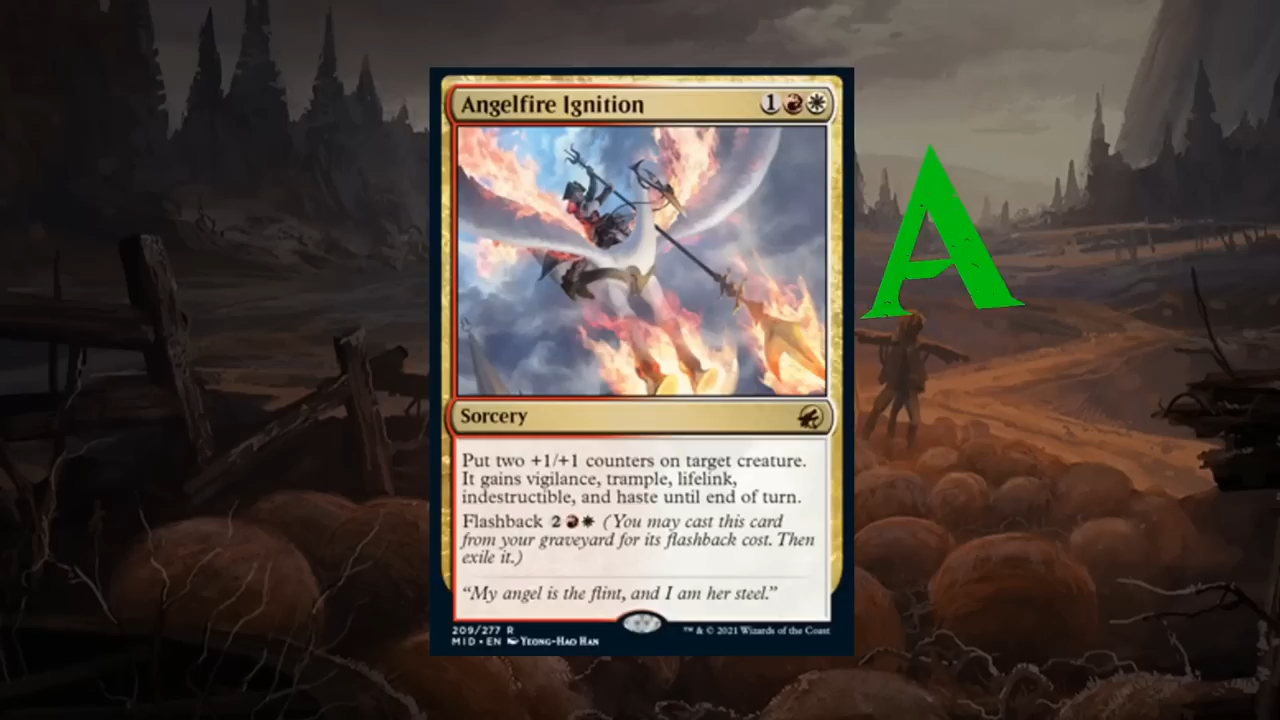 Angelfire Ignition 1
A
Sorcery
Put two +1/+1 counters on target creature.
It gains vigilance, trample, lifelink,
indestructible, and haste until end of turn.
Flashback 2 (You may cast this card
from your graveyard for its flashback cost. Then
exile it.)
“My angel is the flint, and I am her steel.”
209/277 R
MID • EN Yeong-Hao Han
™ & © 2021 Wizards of the Coast